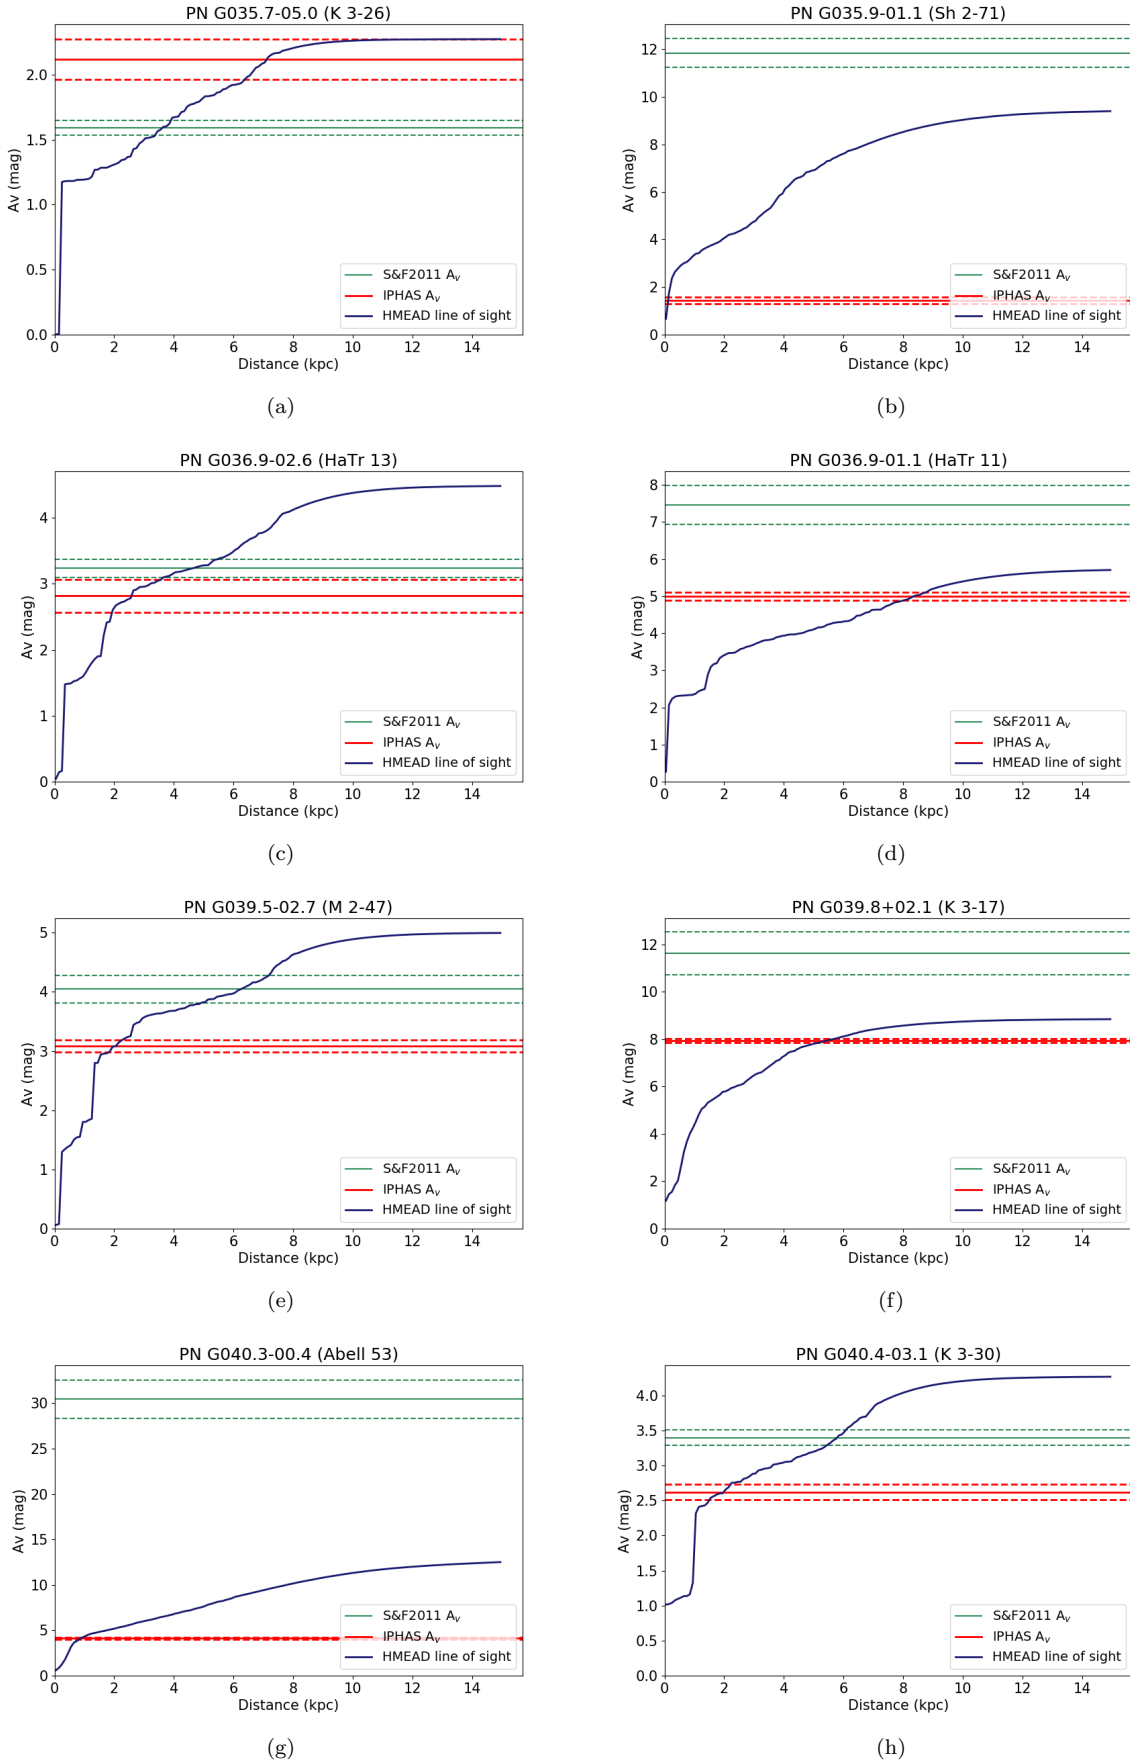 PN G035.7-05.0 (K 3-26)
2.0
1.5
1.0
0.5
0.0
Av (mag)
S&F2011 Av
IPHAS Av
HMEAD line of sight
0 2 4 6 8 10 12 14
Distance (kpc)
(a)
PN G035.9-01.1 (Sh 2-71)
12
10
8
6
4
2
0
Av (mag)
S&F2011 Av
IPHAS Av
HMEAD line of sight
0 2 4 6 8 10 12 14
Distance (kpc)
(b)
PN G036.9-02.6 (HaTr 13)
4
3
2
1
0
Av (mag)
S&F2011 Av
IPHAS Av
HMEAD line of sight
0 2 4 6 8 10 12 14
Distance (kpc)
(c)
PN G036.9-01.1 (HaTr 11)
8
7
6
5
4
3
2
1
0
Av (mag)
S&F2011 Av
IPHAS Av
HMEAD line of sight
0 2 4 6 8 10 12 14
Distance (kpc)
(d)
PN G039.5-02.7 (M 2-47)
5
4
3
2
1
0
Av (mag)
S&F2011 Av
IPHAS Av
HMEAD line of sight
0 2 4 6 8 10 12 14
Distance (kpc)
(e)
PN G039.8+02.1 (K 3-17)
12
10
8
6
4
2
0
Av (mag)
S&F2011 Av
IPHAS Av
HMEAD line of sight
0 2 4 6 8 10 12 14
Distance (kpc)
(f)
PN G040.3-00.4 (Abell 53)
30
25
20
15
10
5
0
Av (mag)
S&F2011 Av
IPHAS Av
HMEAD line of sight
0 2 4 6 8 10 12 14
Distance (kpc)
(g)
PN G040.4-03.1 (K 3-30)
4.0
3.5
3.0
2.5
2.0
1.5
1.0
0.5
0.0
Av (mag)
S&F2011 Av
IPHAS Av
HMEAD line of sight
0 2 4 6 8 10 12 14
Distance (kpc)
(h)